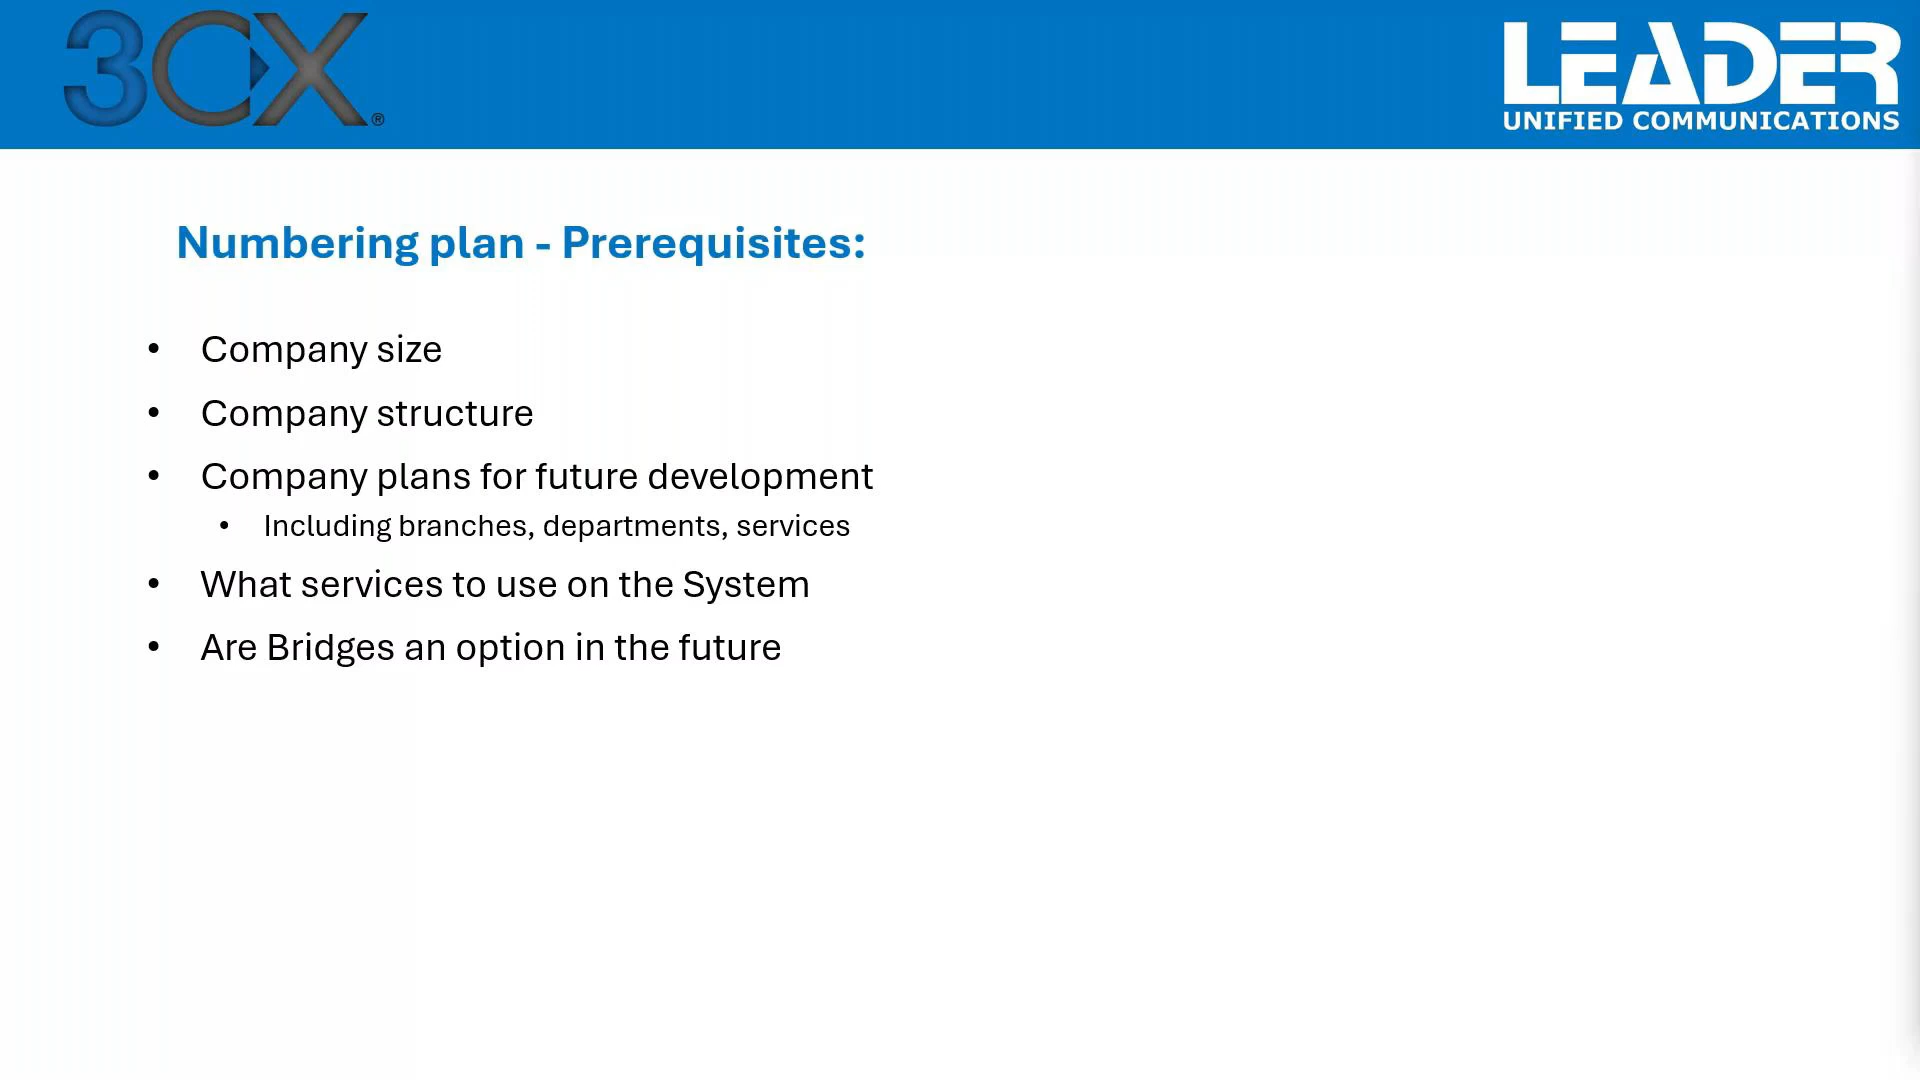 3CX®
LEADER
UNIFIED COMMUNICATIONS
Numbering plan - Prerequisites:
• Company size
• Company structure
• Company plans for future development
• Including branches, departments, services
• What services to use on the System
• Are Bridges an option in the future